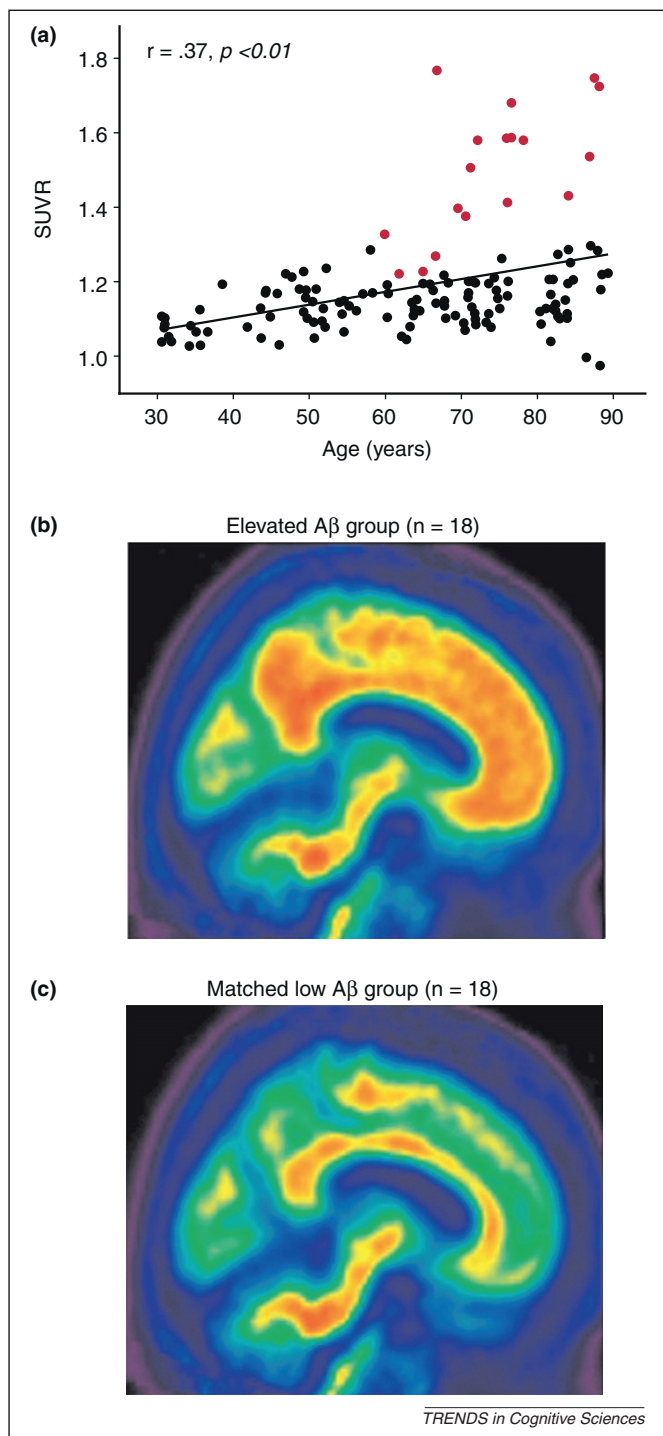 (a)
r = .37, p <0.01
1.8
1.6
1.4
1.2
1.0
SUVR
30 40 50 60 70 80 90
Age (years)
(b)
Elevated Aβ group (n = 18)
(c)
Matched low Aβ group (n = 18)
TRENDS in Cognitive Sciences